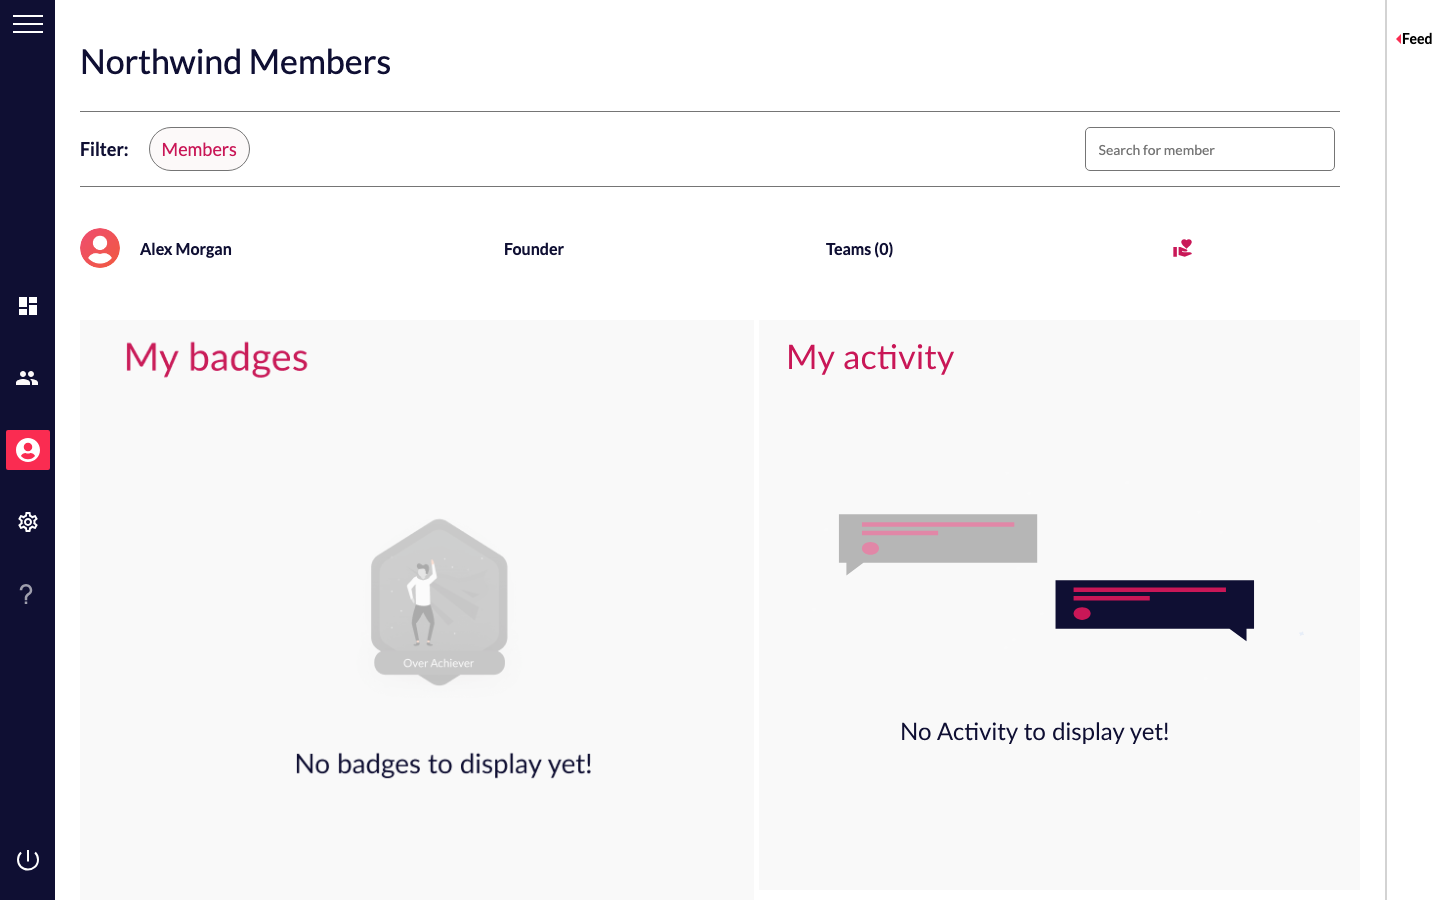 Feed
Northwind Members
Filter:
Members
Search for member
Alex Morgan
Founder
Teams (0)
My badges
Over Achiever
No badges to display yet!
My activity
No Activity to display yet!